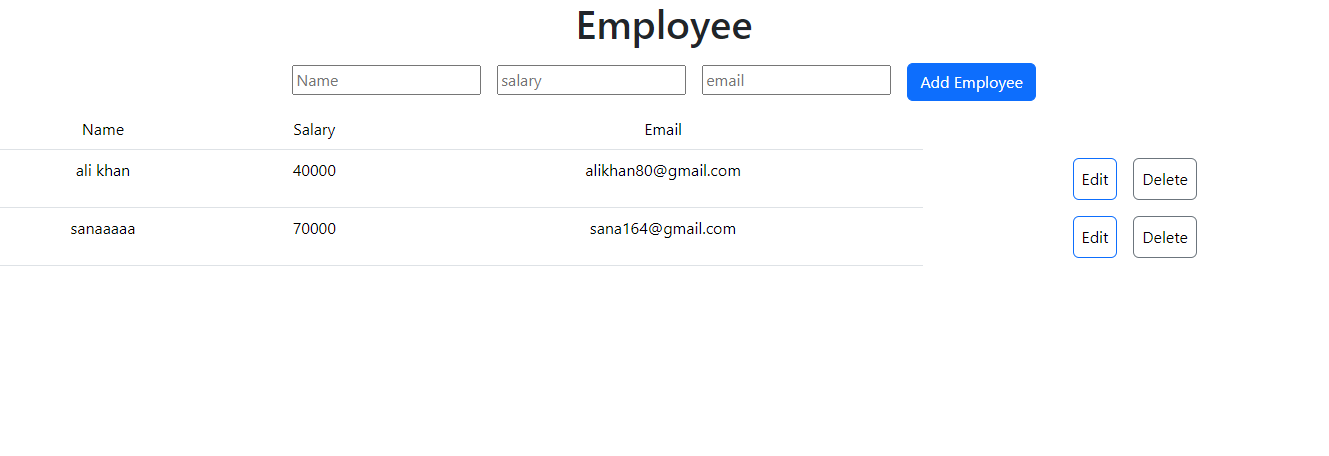 Employee
Name salary email Add Employee
Name Salary Email
ali khan 40000 alikhan80@gmail.com Edit Delete
sanaaaaa 70000 sana164@gmail.com Edit Delete